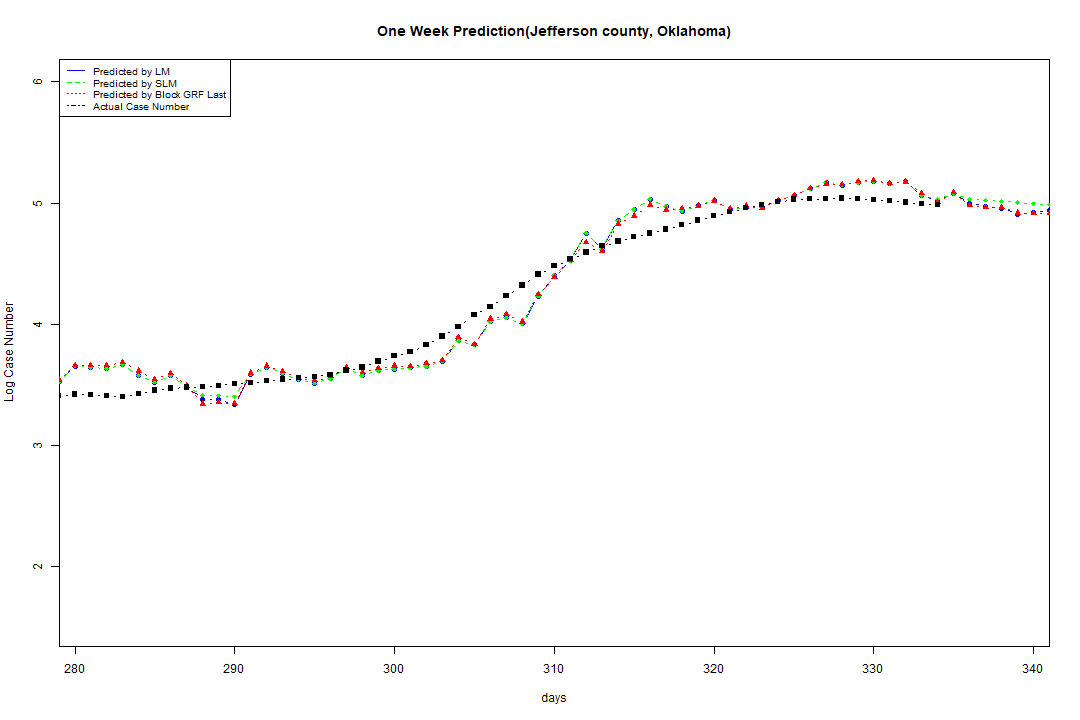 One Week Prediction(Jefferson county, Oklahoma)
Predicted by LM
Predicted by SLM
Predicted by Block GRF Last
Actual Case Number
6
5
4
3
2
Log Case Number
280 290 300 310 320 330 340
days